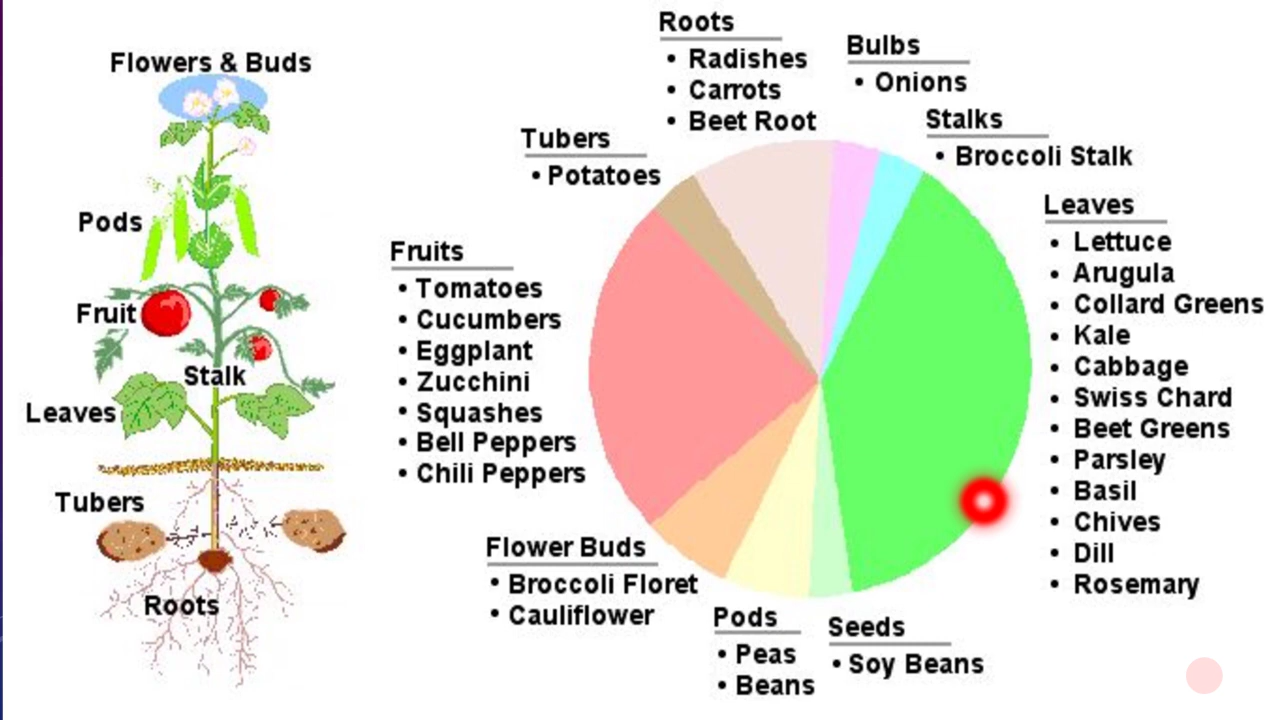 Flowers & Buds
Pods
Fruit
Stalk
Leaves
Tubers
Roots
Roots
• Radishes
• Carrots
• Beet Root
Bulbs
• Onions
Stalks
• Broccoli Stalk
Tubers
• Potatoes
Leaves
• Lettuce
• Arugula
• Collard Greens
• Kale
• Cabbage
• Swiss Chard
• Beet Greens
• Parsley
• Basil
• Chives
• Dill
• Rosemary
Fruits
• Tomatoes
• Cucumbers
• Eggplant
• Zucchini
• Squashes
• Bell Peppers
• Chili Peppers
Flower Buds
• Broccoli Floret
• Cauliflower
Pods
• Peas
• Beans
Seeds
• Soy Beans